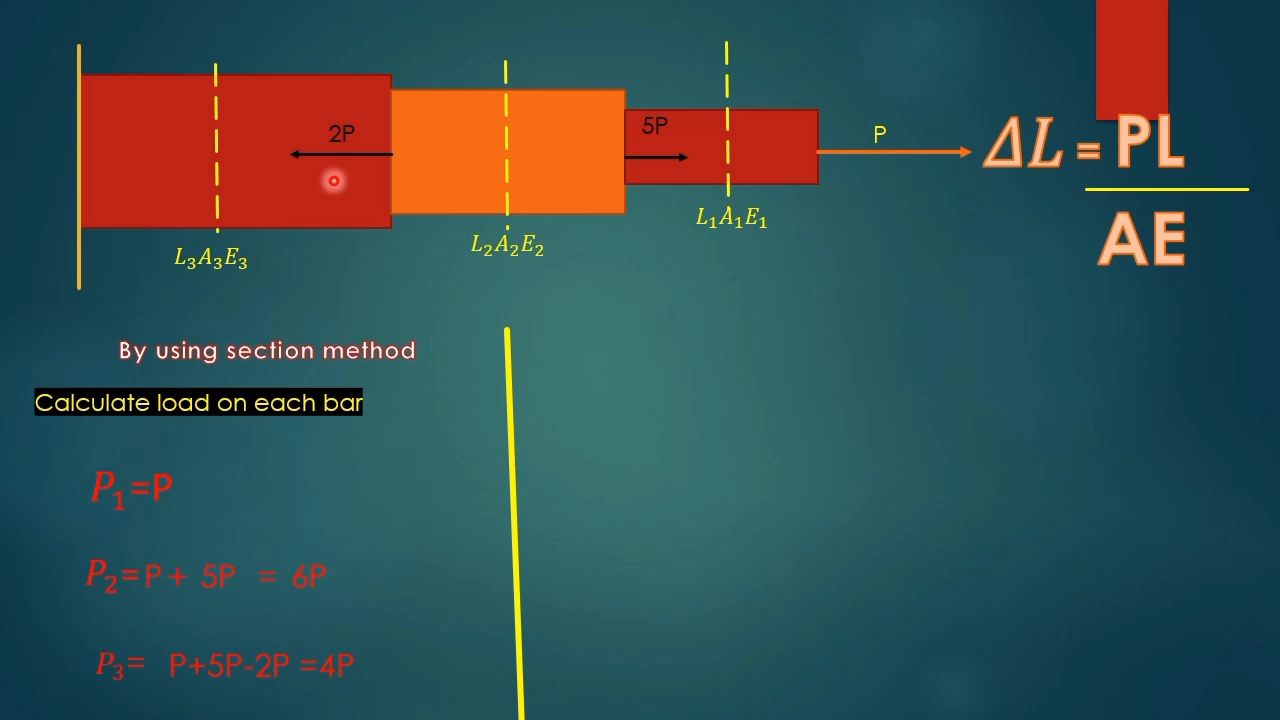 2P
5P
P
ΔL = PL
AE
L₃A₃E₃
L₂A₂E₂
L₁A₁E₁
By using section method
Calculate load on each bar
P₁=P
P₂=P+ 5P = 6P
P₃= P+5P-2P =4P